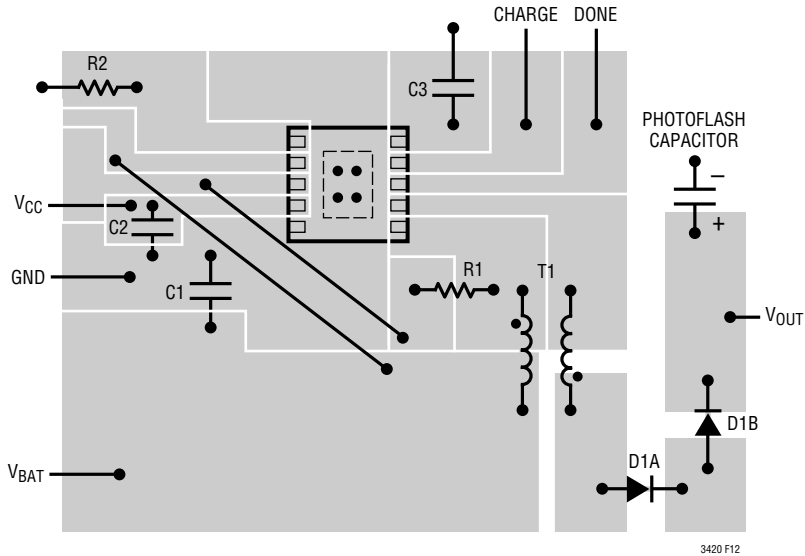 CHARGE DONE
R2
C3
PHOTOFLASH
CAPACITOR
–
+
VCC
C2
GND
C1
R1
T1
VOUT
D1B
D1A
VBAT
3420 F12